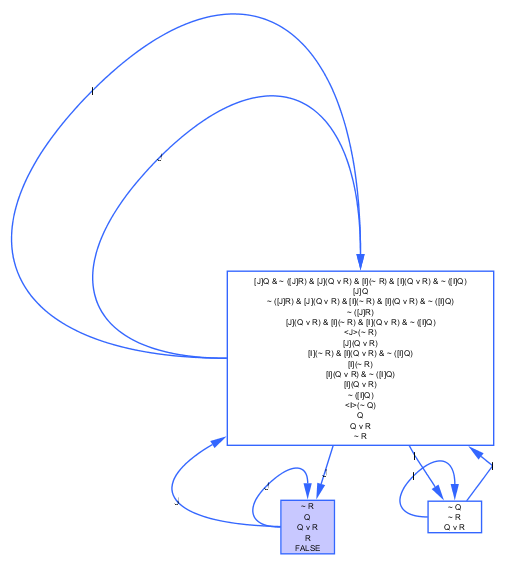 I
J
[J]Q & ~ ([J]R) & [J](Q v R) & [I](~ R) & [I](Q v R) & ~ ([I]Q)
[J]Q
~ ([J]R) & [J](Q v R) & [I](~ R) & [I](Q v R) & ~ ([I]Q)
~ ([J]R)
[J](Q v R) & [I](~ R) & [I](Q v R) & ~ ([I]Q)
<J>(~ R)
[J](Q v R)
[I](~ R) & [I](Q v R) & ~ ([I]Q)
[I](~ R)
[I](Q v R) & ~ ([I]Q)
[I](Q v R)
~ ([I]Q)
<I>(~ Q)
Q
Q v R
~ R
J
J
J
I
I
I
~ R
Q
Q v R
R
FALSE
~ Q
~ R
Q v R